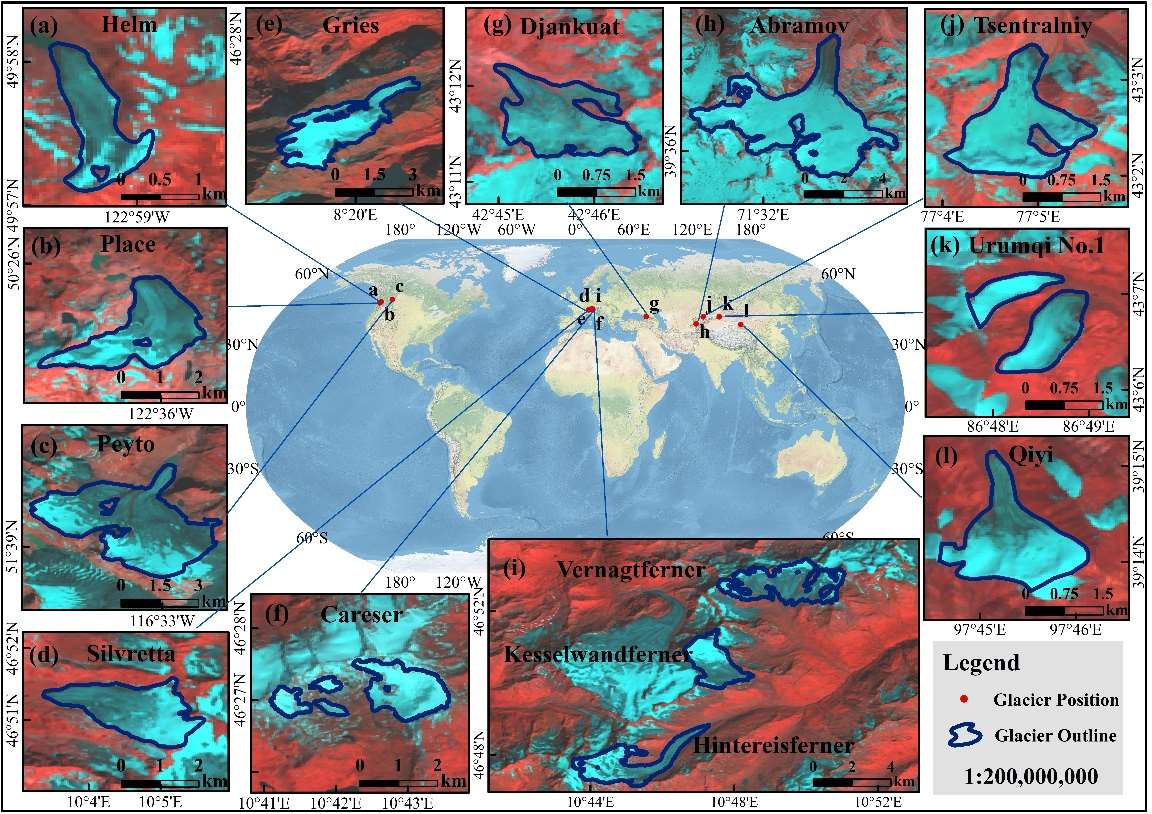 (a) Helm
49°58'N
49°57'N
0 0.5 1
km
122°59'W
(e) Gries
46°28'N
0 1.5 3
km
8°20'E
(g) Djankuat
43°12'N
43°11'N
0 0.75 1.5
km
42°45'E 42°46'E
(h) Abramov
39°36'N
0 2 4
km
71°32'E
(j) Tsentralniy
43°3'N
43°2'N
0 0.75 1.5
km
77°4'E 77°5'E
(b) Place
50°26'N
0 1 2
km
122°36'W
180° 120°W 60°W 0° 60°E 120°E 180°
60°N 60°N
30°N 30°N
0° 0°
30°S 30°S
60°S 60°S
180° 120°W
a c
b
d i
e f
g
h
j k l
(k) Urumqi No.1
43°7'N
43°6'N
0 0.75 1.5
km
86°48'E 86°49'E
(c) Peyto
51°39'N
0 1.5 3
km
116°33'W
(l) Qiyi
39°15'N
39°14'N
0 0.75 1.5
km
97°45'E 97°46'E
(d) Silvretta
46°52'N
46°51'N
0 1 2
km
10°4'E 10°5'E
(f) Careser
46°28'N
46°27'N
0 1 2
km
10°41'E 10°42'E 10°43'E
(i) Vernagtferner
Kesselwandferner
Hintereisferner
46°52'N
46°48'N
0 2 4
km
10°44'E 10°48'E 10°52'E
Legend
Glacier Position
Glacier Outline
1:200,000,000